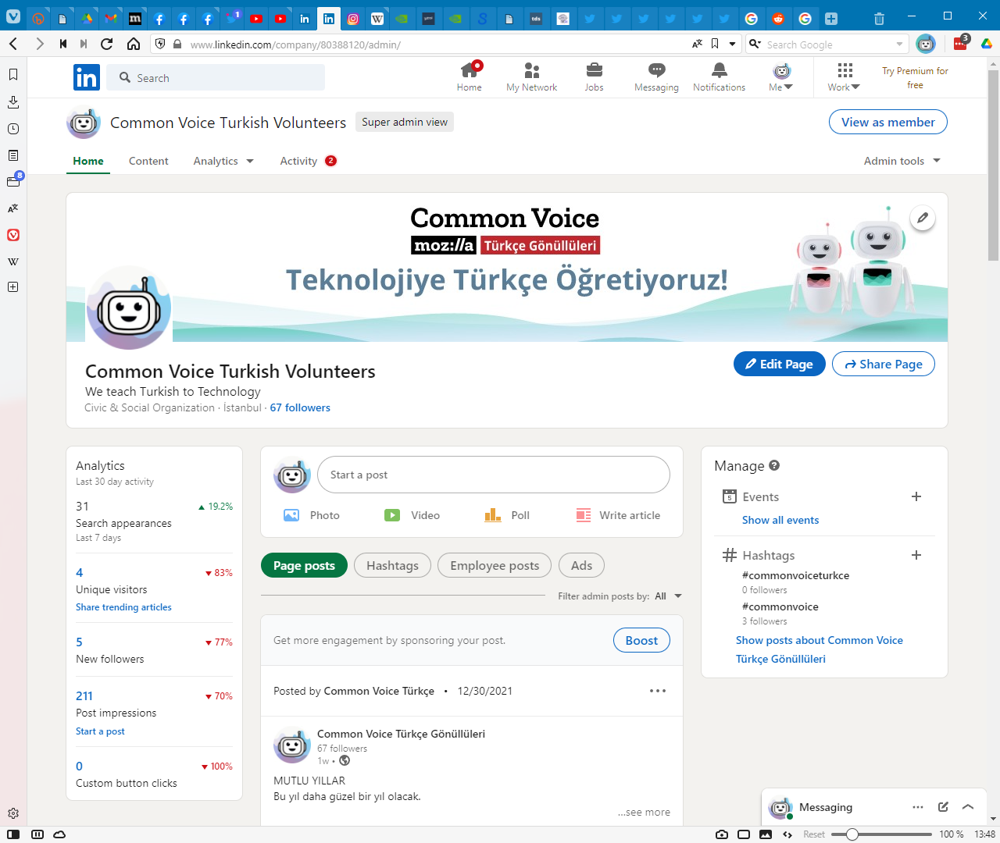 www.linkedin.com/company/80388120/admin/
Search Google
3
1
8
in
Search
Home
My Network
Jobs
Messaging
Notifications
Me
Work
Try Premium for
free
Common Voice Turkish Volunteers
Super admin view
View as member
Home
Content
Analytics
Activity
2
Admin tools
Common Voice
moz://a
Türkçe Gönüllüleri
Teknolojiye Türkçe Öğretiyoruz!
Common Voice Turkish Volunteers
We teach Turkish to Technology
Civic & Social Organization · İstanbul · 67 followers
Edit Page
Share Page
Analytics
Last 30 day activity
31
19.2%
Search appearances
Last 7 days
4
83%
Unique visitors
Share trending articles
5
77%
New followers
211
70%
Post impressions
Start a post
0
100%
Custom button clicks
Start a post
Photo
Video
Poll
Write article
Page posts
Hashtags
Employee posts
Ads
Filter admin posts by: All
Get more engagement by sponsoring your post.
Boost
Posted by Common Voice Türkçe • 12/30/2021
Common Voice Türkçe Gönüllüleri
67 followers
1w •
MUTLU YILLAR
Bu yıl daha güzel bir yıl olacak.
...see more
Manage
5
Events
Show all events
Hashtags
#commonvoiceturkce
0 followers
#commonvoice
3 followers
Show posts about Common Voice
Türkçe Gönüllüleri
Messaging
Reset
100 %
13:48